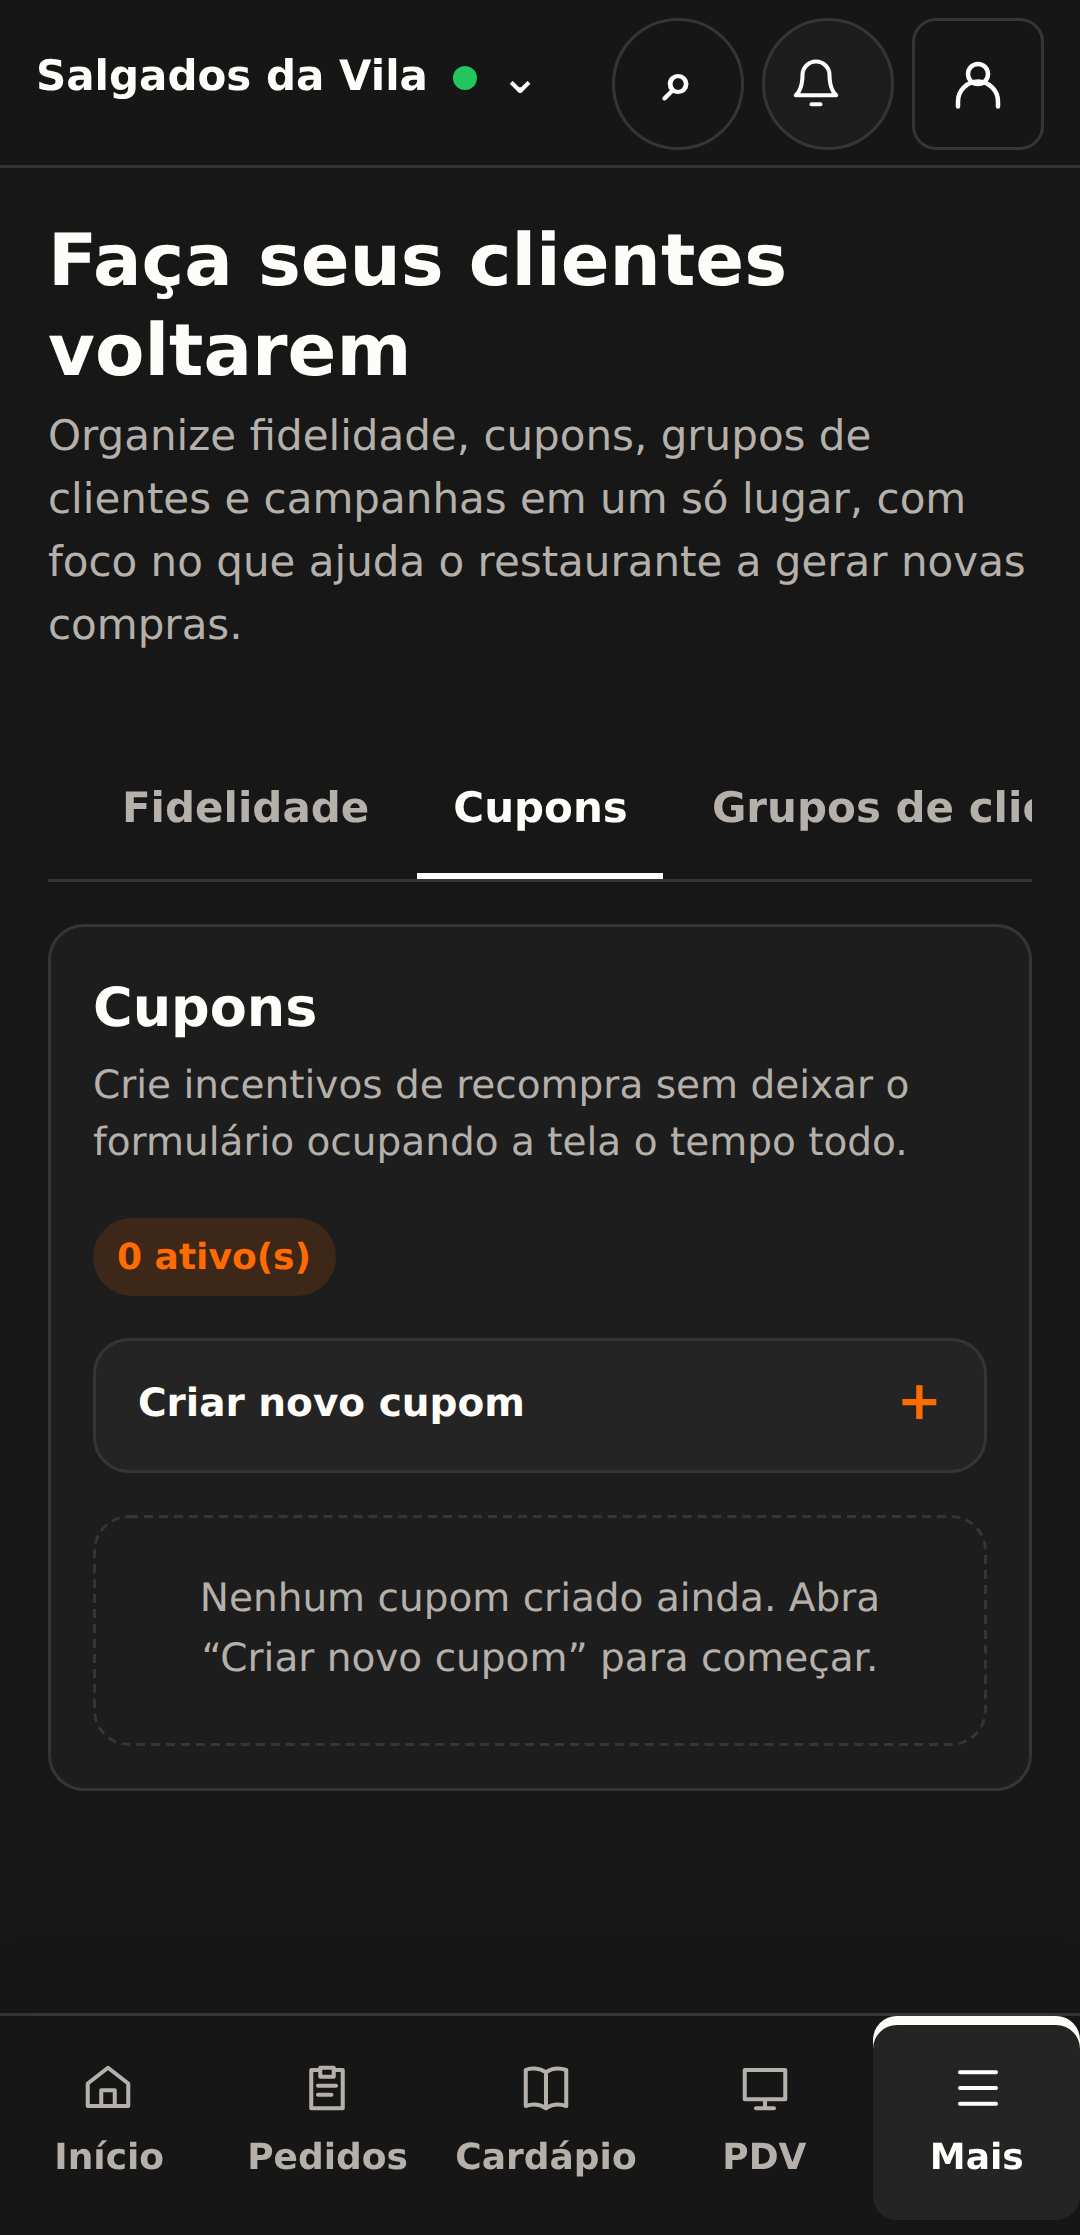 Salgados da Vila
Faça seus clientes
voltarem
Organize fidelidade, cupons, grupos de
clientes e campanhas em um só lugar, com
foco no que ajuda o restaurante a gerar novas
compras.
Fidelidade Cupons Grupos de clie
Cupons
Crie incentivos de recompra sem deixar o
formulário ocupando a tela o tempo todo.
0 ativo(s)
Criar novo cupom +
Nenhum cupom criado ainda. Abra
“Criar novo cupom” para começar.
Início Pedidos Cardápio PDV Mais